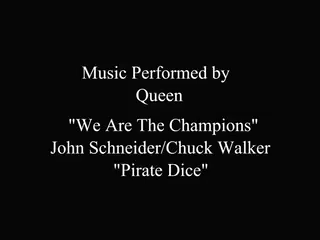 Music Performed by
Queen
"We Are The Champions"
John Schneider/Chuck Walker
"Pirate Dice"